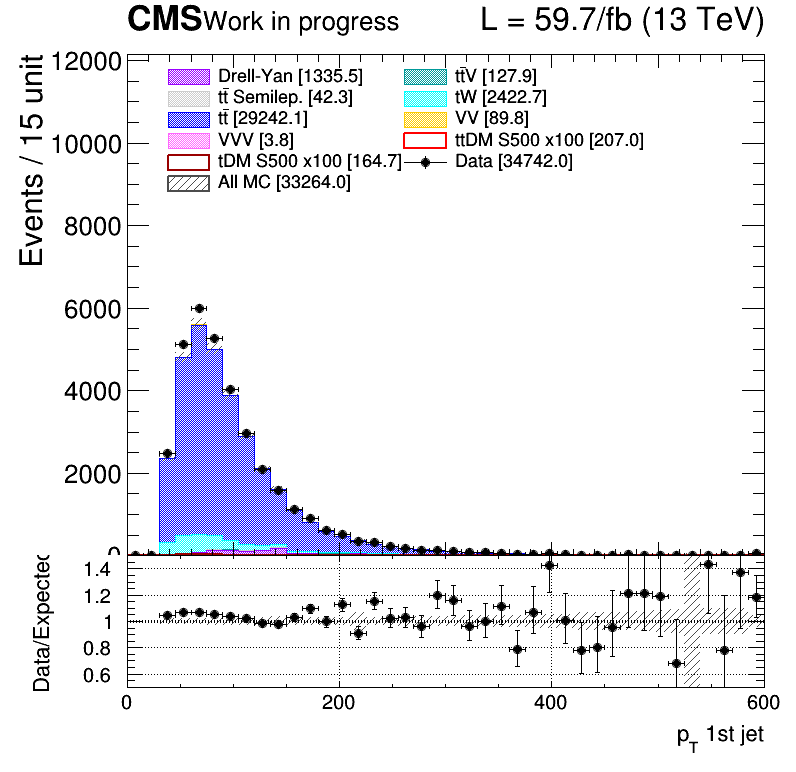 CMS Work in progress L = 59.7/fb (13 TeV)
Events / 15 unit
12000
10000
8000
6000
4000
2000
0
Drell-Yan [1335.5] tt̄V [127.9]
tt̄ Semilep. [42.3] tW [2422.7]
tt̄ [29242.1] VV [89.8]
VVV [3.8] ttDM S500 x100 [207.0]
tDM S500 x100 [164.7] Data [34742.0]
All MC [33264.0]
Data/Expected
1.4
1.2
1
0.8
0.6
0 200 400 600
p_T 1st jet